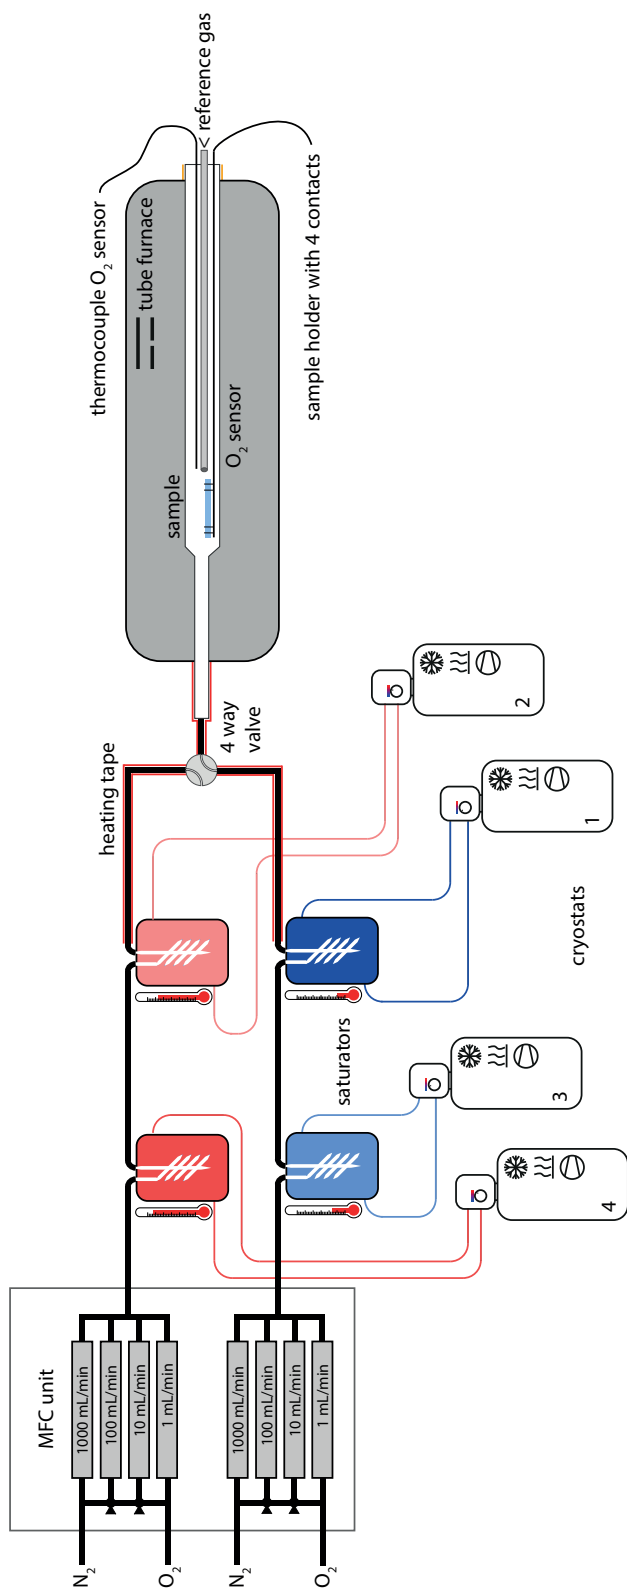 MFC unit
N₂
1000 mL/min
100 mL/min
10 mL/min
1 mL/min
O₂
N₂
1000 mL/min
100 mL/min
10 mL/min
1 mL/min
O₂
saturators
heating tape
4 way
valve
4
3
1
2
cryostats
thermocouple O₂ sensor
tube furnace
sample
O₂ sensor
< reference gas
sample holder with 4 contacts